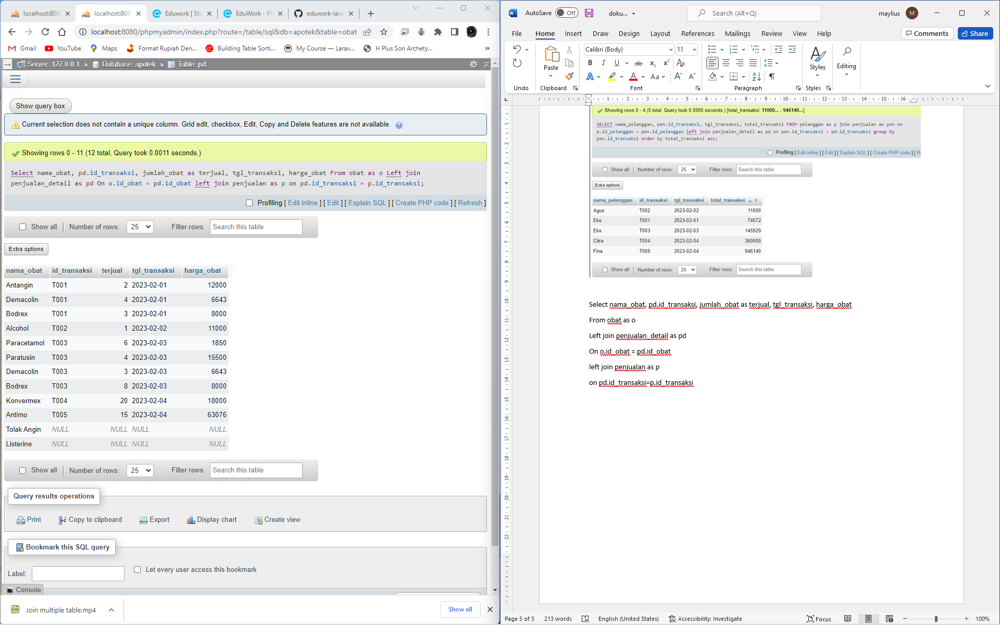 localhost:808
localhost:808
Eduwork | Stu
EduWork - Pl
eduwork-lara
localhost:8080/phpmyadmin/index.php?route=/table/sql&db=apotek&table=obat
Gmail
YouTube
Maps
Format Rupiah Den...
Building Table Sorti...
My Course — Larav...
H Plus Son Archety...
»
Server: 127.0.0.1 » Database: apotek » Table: pd
Show query box
Current selection does not contain a unique column. Grid edit, checkbox, Edit, Copy and Delete features are not available.
Showing rows 0 - 11 (12 total, Query took 0.0011 seconds.)
Select nama_obat, pd.id_transaksi, jumlah_obat as terjual, tgl_transaksi, harga_obat From obat as o Left join
penjualan_detail as pd On o.id_obat = pd.id_obat left join penjualan as p on pd.id_transaksi = p.id_transaksi;
Profiling [ Edit inline ] [ Edit ] [ Explain SQL ] [ Create PHP code ] [ Refresh ]
Show all | Number of rows: 25 Filter rows: Search this table
Extra options
nama_obat id_transaksi terjual tgl_transaksi harga_obat
Antangin T001 2 2023-02-01 12000
Demacolin T001 4 2023-02-01 6643
Bodrex T001 3 2023-02-01 8000
Alcohol T002 1 2023-02-02 11000
Paracetamol T003 6 2023-02-03 1850
Paratusin T003 4 2023-02-03 15500
Demacolin T003 3 2023-02-03 6643
Bodrex T003 8 2023-02-03 8000
Konvermex T004 20 2023-02-04 18000
Antimo T005 15 2023-02-04 63076
Tolak Angin NULL NULL NULL NULL
Listerine NULL NULL NULL NULL
Show all | Number of rows: 25 Filter rows: Search this table
Query results operations
Print Copy to clipboard Export Display chart Create view
Bookmark this SQL query
Label: Let every user access this bookmark
Console
Join multiple table.mp4
Show all
AutoSave Off doku... Search (Alt+Q) maylius M
File Home Insert Draw Design Layout References Mailings Review View Help Comments Share
Calibri (Body) 11
Paste
Styles
Editing
Undo Clipboard Font Paragraph Styles
1 2 3 4 5 6 7 8 9 10 11 12 13 14 15 16
Showing rows 0 - 4 (5 total, Query took 0.0006 seconds.) [total_transaksi: 11000... - 946140...]
SELECT nama_pelanggan, pen.id_transaksi, tgl_transaksi, total_transaksi FROM pelanggan as p join penjualan as pen on
p.id_pelanggan = pen.id_pelanggan left join penjualan_detail as pd on pen.id_transaksi = pd.id_transaksi group by
pen.id_transaksi order by total_transaksi asc;
Profiling [ Edit inline ] [ Edit ] [ Explain SQL ] [ Create PHP code ] [ R
Show all | Number of rows: 25 Filter rows: Search this table
Extra options
nama_pelanggan id_transaksi tgl_transaksi total_transaksi 1
Agus T002 2023-02-02 11000
Eko T001 2023-02-01 74572
Eko T003 2023-02-03 145929
Citra T004 2023-02-04 360000
Fina T005 2023-02-04 946140
Show all | Number of rows: 25 Filter rows: Search this table
Select nama_obat, pd.id_transaksi, jumlah_obat as terjual, tgl_transaksi, harga_obat
From obat as o
Left join penjualan_detail as pd
On o.id_obat = pd.id_obat
left join penjualan as p
on pd.id_transaksi=p.id_transaksi
Page 5 of 5 213 words English (United States) Accessibility: Investigate Focus 100%